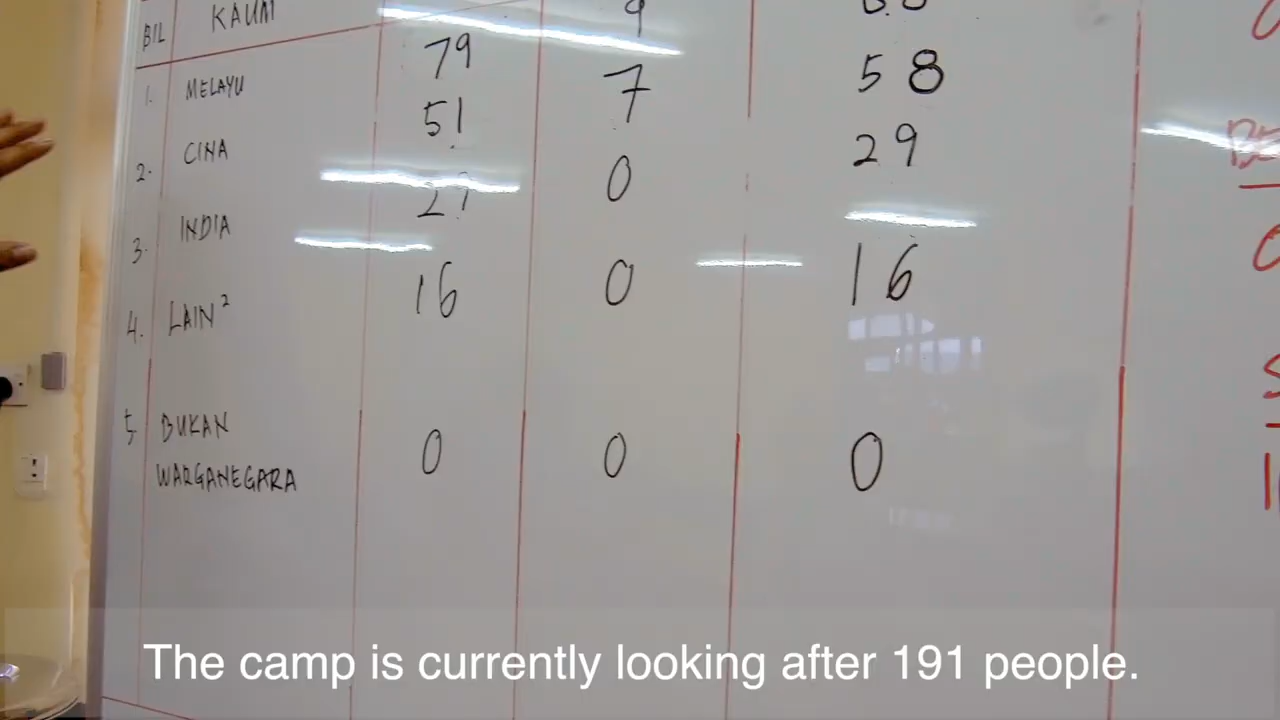 BIL KAUM
79 9
1. MELAYU 51 7 58
2. CINA 0 29
3. INDIA 16 0 16
4. LAIN²
5. BUKAN WARGANEGARA 0 0 0
The camp is currently looking after 191 people.